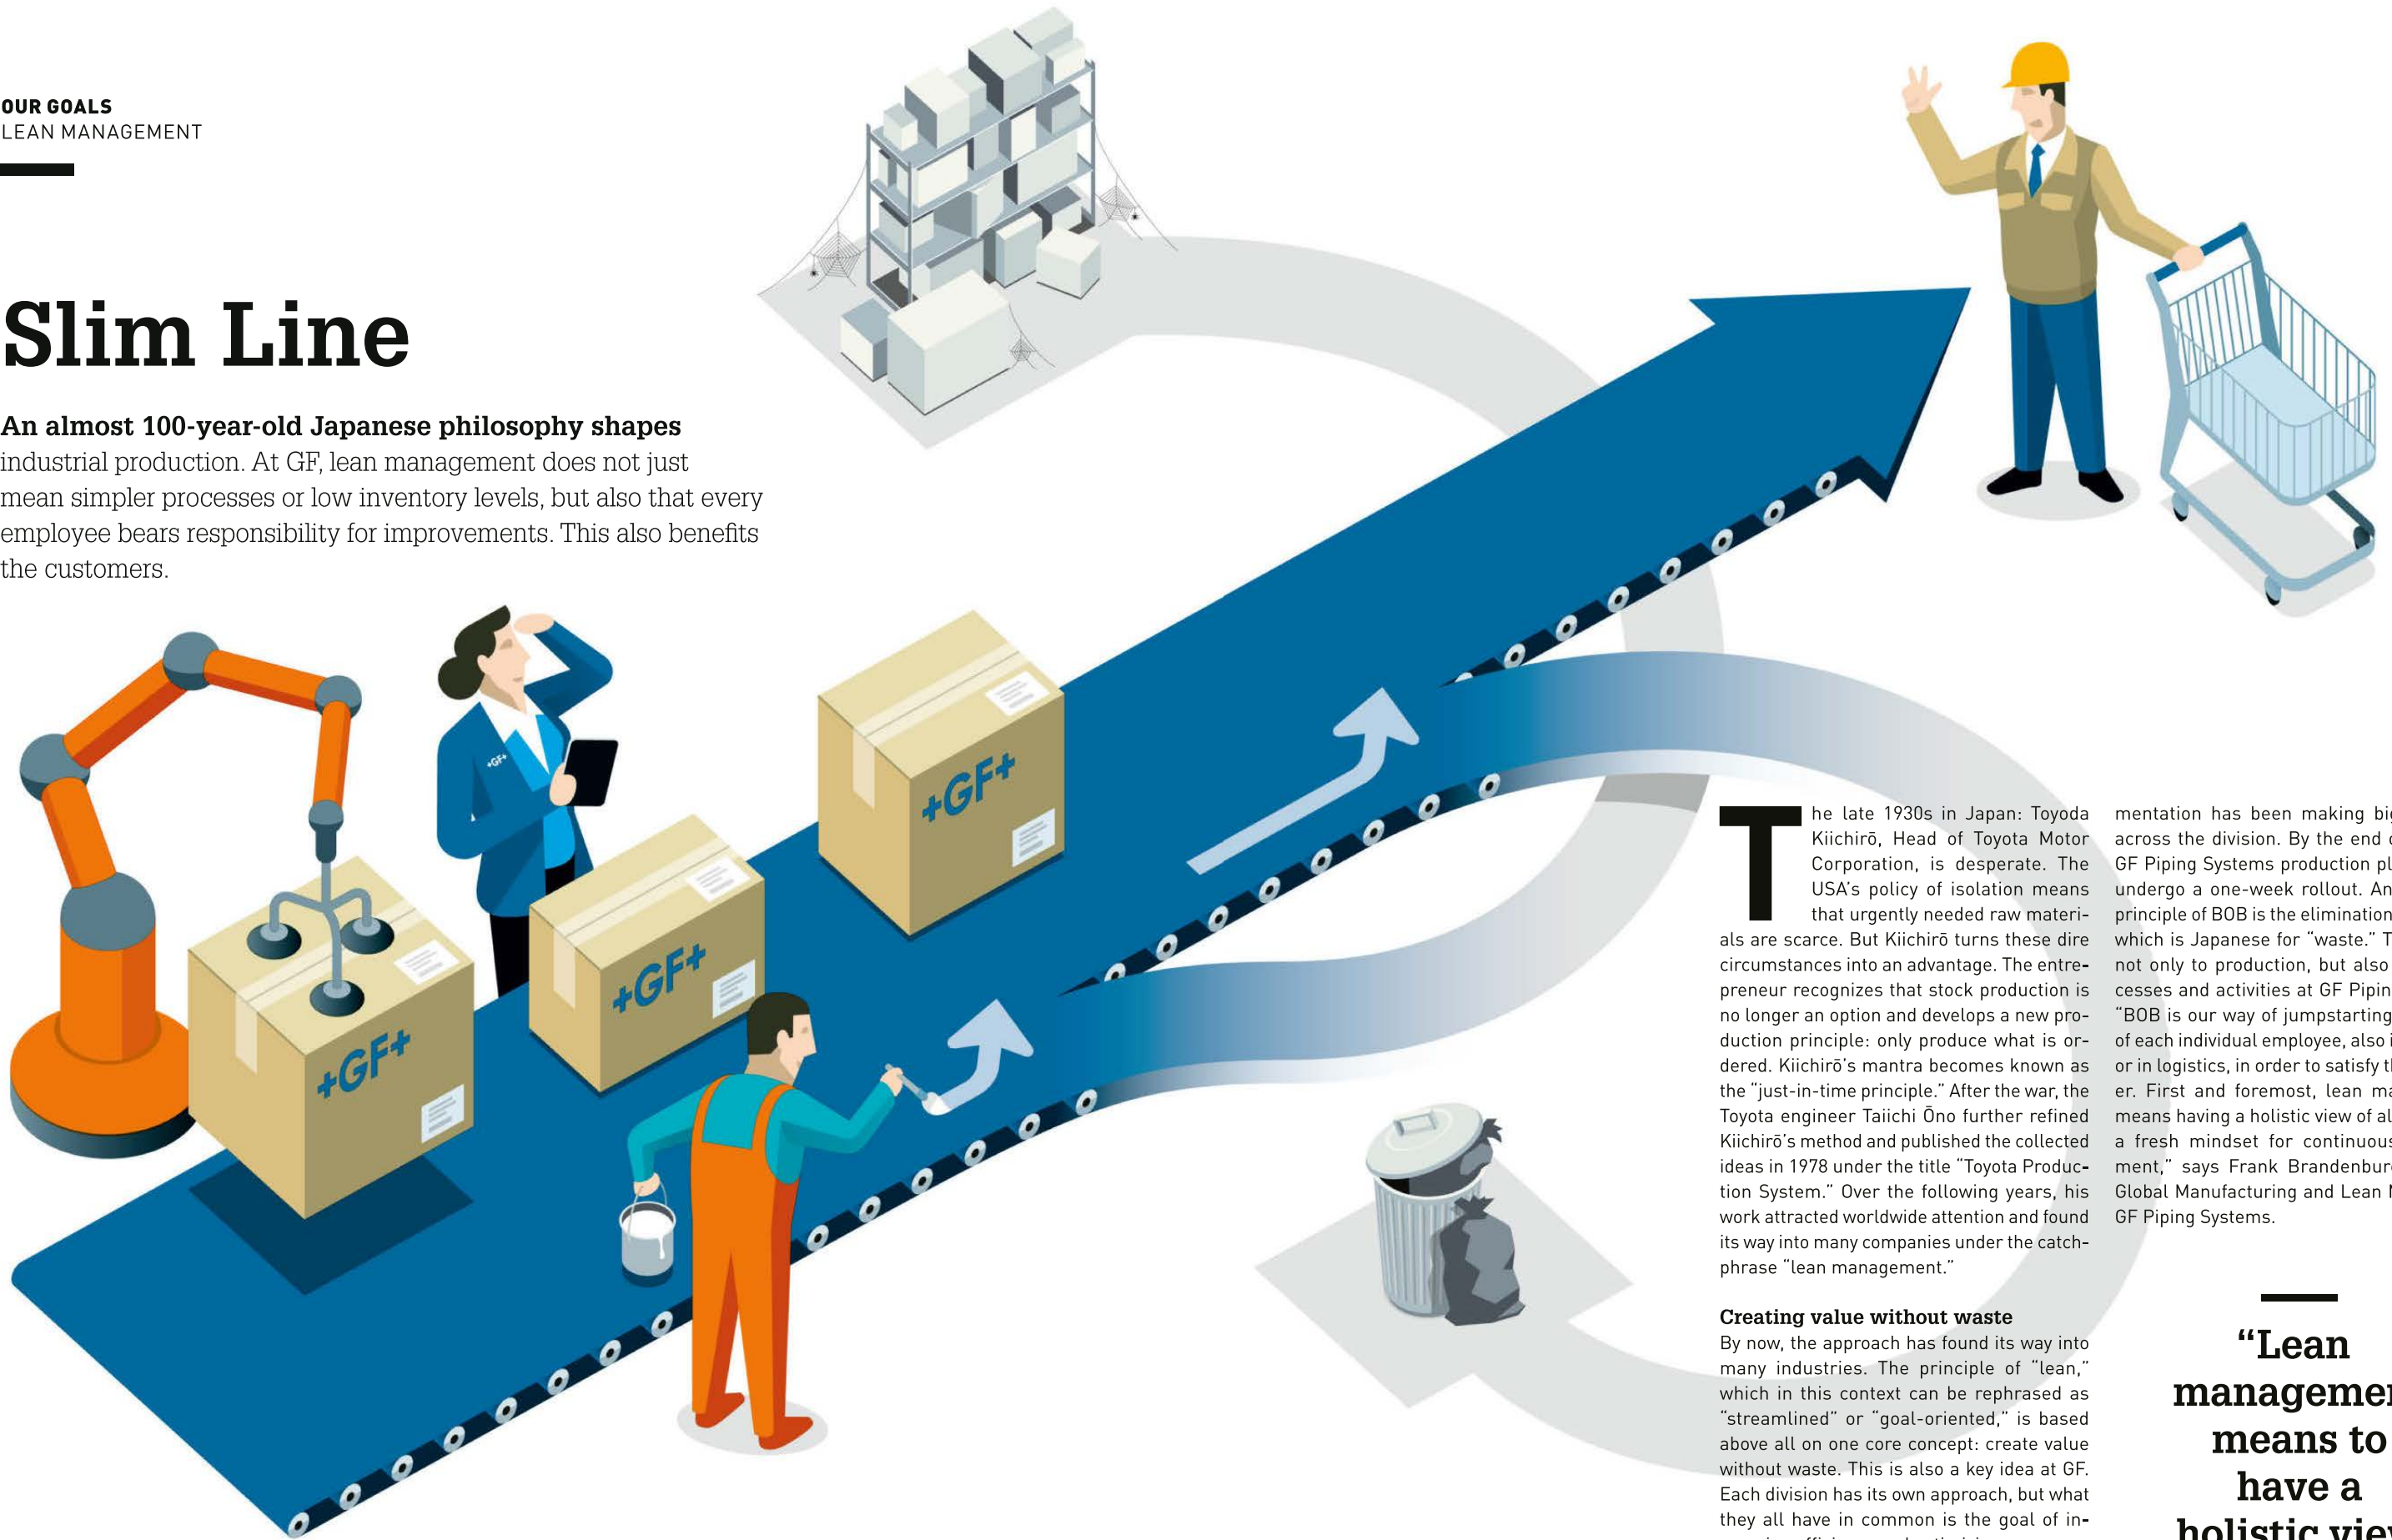 OUR GOALS
LEAN MANAGEMENT
Slim Line
An almost 100-year-old Japanese philosophy shapes
industrial production. At GF, lean management does not just
mean simpler processes or low inventory levels, but also that every
employee bears responsibility for improvements. This also benefits
the customers.
+GF+
+GF+
+GF+
+GF+
The late 1930s in Japan: Toyoda
Kiichirō, Head of Toyota Motor
Corporation, is desperate. The
USA’s policy of isolation means
that urgently needed raw materi-
als are scarce. But Kiichirō turns these dire
circumstances into an advantage. The entre-
preneur recognizes that stock production is
no longer an option and develops a new pro-
duction principle: only produce what is or-
dered. Kiichirō’s mantra becomes known as
the “just-in-time principle.” After the war, the
Toyota engineer Taiichi Ōno further refined
Kiichirō’s method and published the collected
ideas in 1978 under the title “Toyota Produc-
tion System.” Over the following years, his
work attracted worldwide attention and found
its way into many companies under the catch-
phrase “lean management.”
Creating value without waste
By now, the approach has found its way into
many industries. The principle of “lean,”
which in this context can be rephrased as
“streamlined” or “goal-oriented,” is based
above all on one core concept: create value
without waste. This is also a key idea at GF.
Each division has its own approach, but what
they all have in common is the goal of in-
mentation has been making
across the division. By the end
GF Piping Systems production
undergo a one-week rollout.
principle of BOB is the elimination
which is Japanese for “waste.”
not only to production, but also
cesses and activities at GF
“BOB is our way of jumpstarting
of each individual employee, also
or in logistics, in order to satisfy
er. First and foremost, lean
means having a holistic view of
a fresh mindset for continuous
ment,” says Frank
Global Manufacturing and Lean
GF Piping Systems.
“Lean
means to
have a
holistic